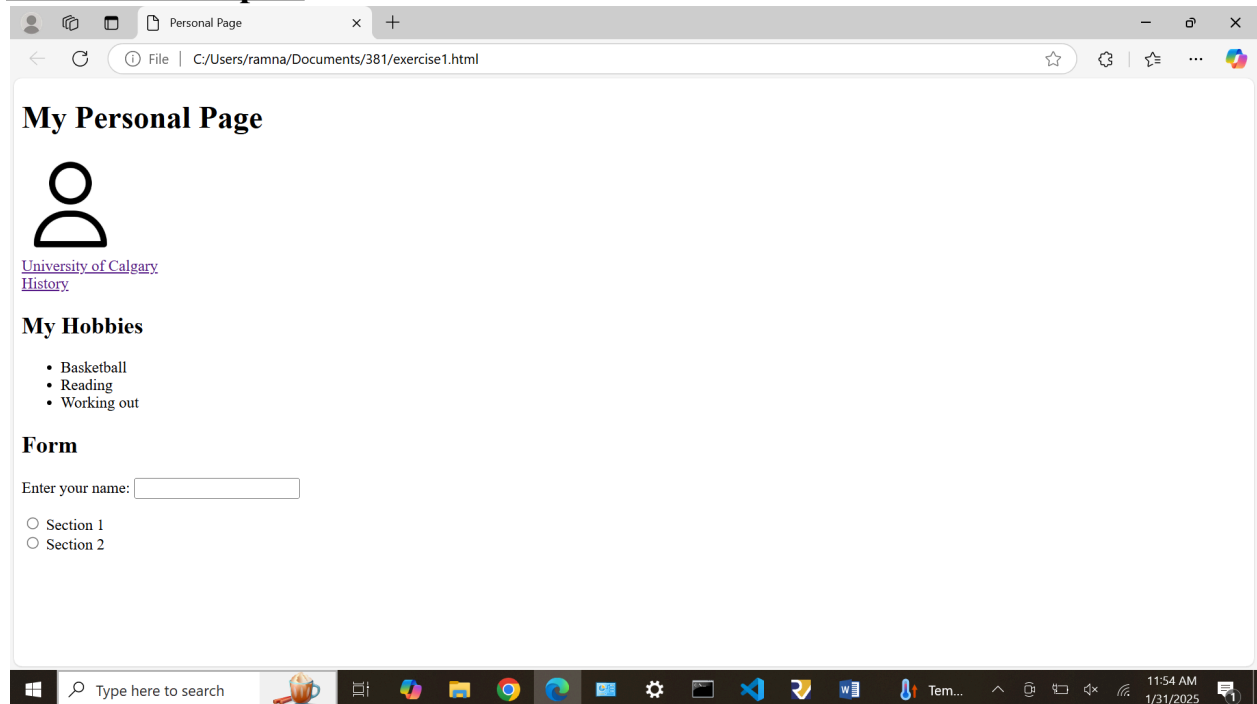 Personal Page
File | C:/Users/ramna/Documents/381/exercise1.html
My Personal Page
University of Calgary
History
My Hobbies
• Basketball
• Reading
• Working out
Form
Enter your name:
Section 1
Section 2
Type here to search
Tem...
11:54 AM
1/31/2025
1